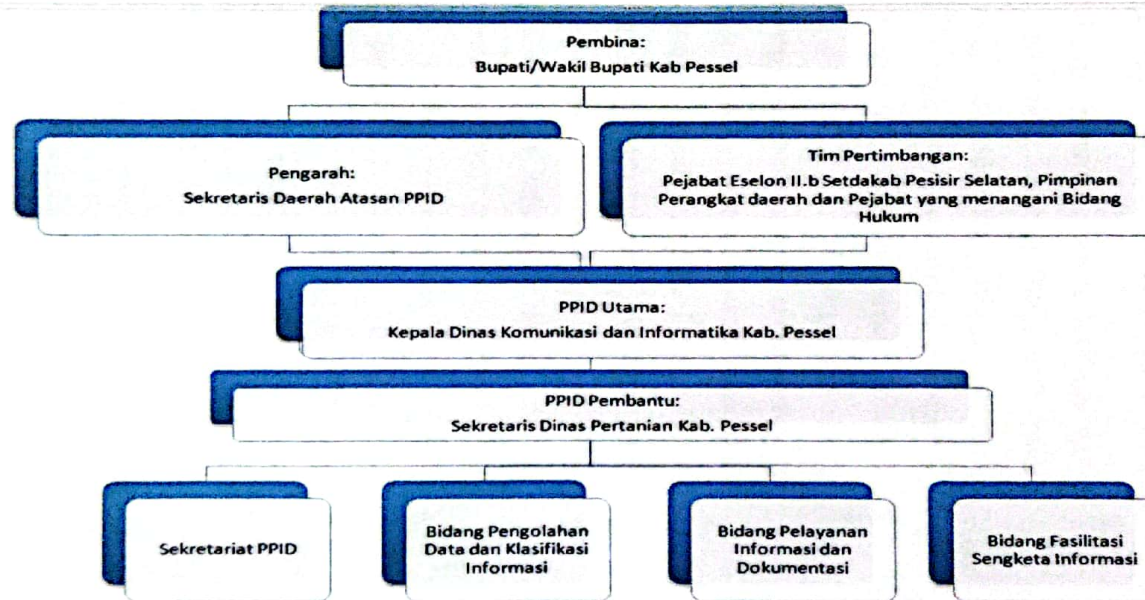 Pembina:
Bupati/Wakil Bupati Kab Pessel
Pengarah:
Sekretaris Daerah Atasan PPID
Tim Pertimbangan:
Pejabat Eselon II.b Setdakab Pesisir Selatan, Pimpinan
Perangkat daerah dan Pejabat yang menangani Bidang
Hukum
PPID Utama:
Kepala Dinas Komunikasi dan Informatika Kab. Pessel
PPID Pembantu:
Sekretaris Dinas Pertanian Kab. Pessel
Sekretariat PPID
Bidang Pengolahan
Data dan Klasifikasi
Informasi
Bidang Pelayanan
Informasi dan
Dokumentasi
Bidang Fasilitasi
Sengketa Informasi